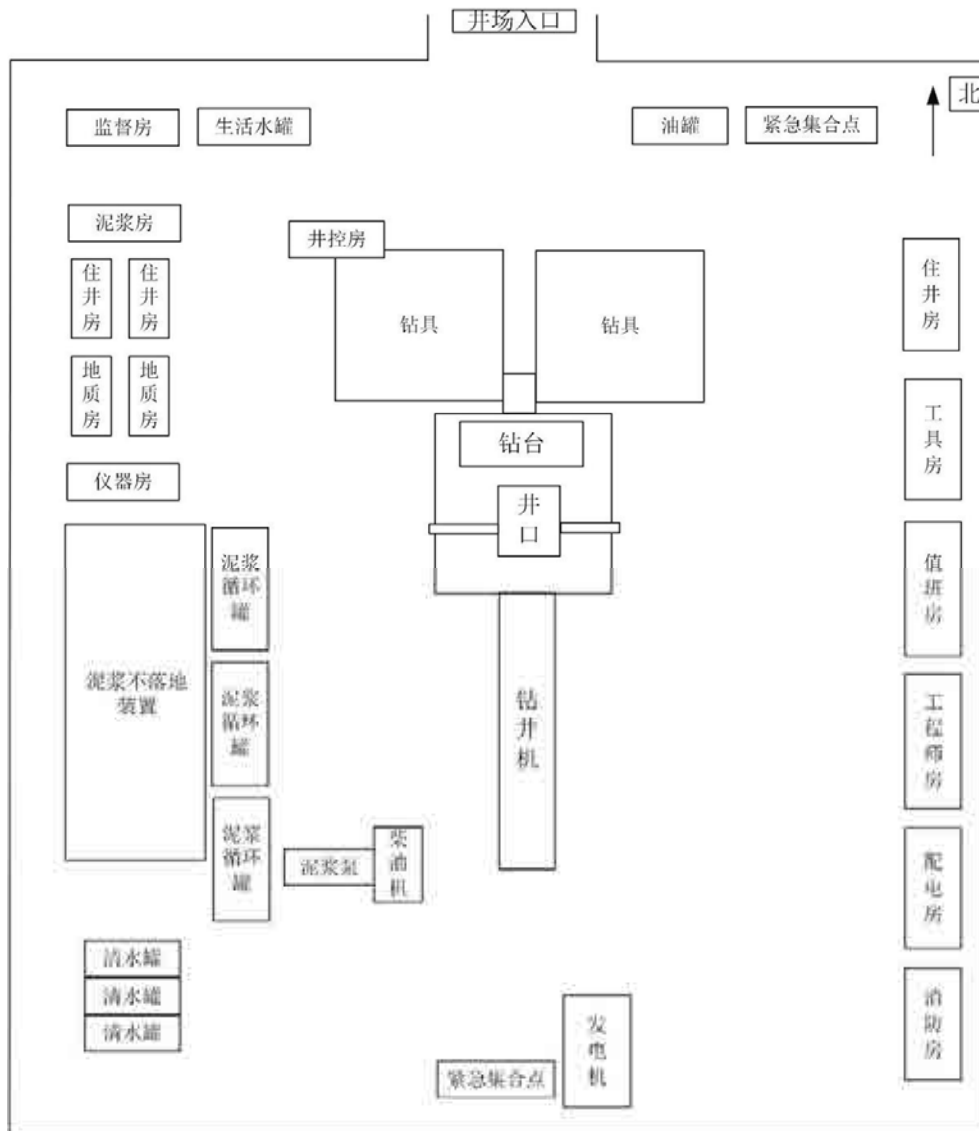 井场入口
北
监督房
生活水罐
油罐
紧急集合点
泥浆房
井控房
住井房
住井房
钻具
钻具
住井房
地质房
地质房
钻台
工具房
仪器房
井口
泥浆
循环
罐
值班房
泥浆不落地
装置
泥浆
循环
罐
钻井机
工程师房
泥浆
循环
罐
泥浆泵
柴油机
配电房
清水罐
清水罐
清水罐
发电机
消防房
紧急集合点